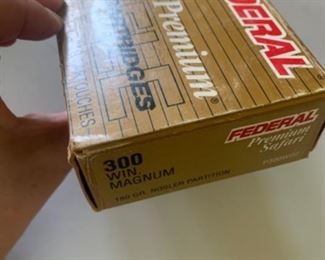 FEDERAL
Premium®
CARTRIDGES
300
WIN.
MAGNUM
180 GR. NOSLER PARTITION
FEDERAL
Premium
Safari